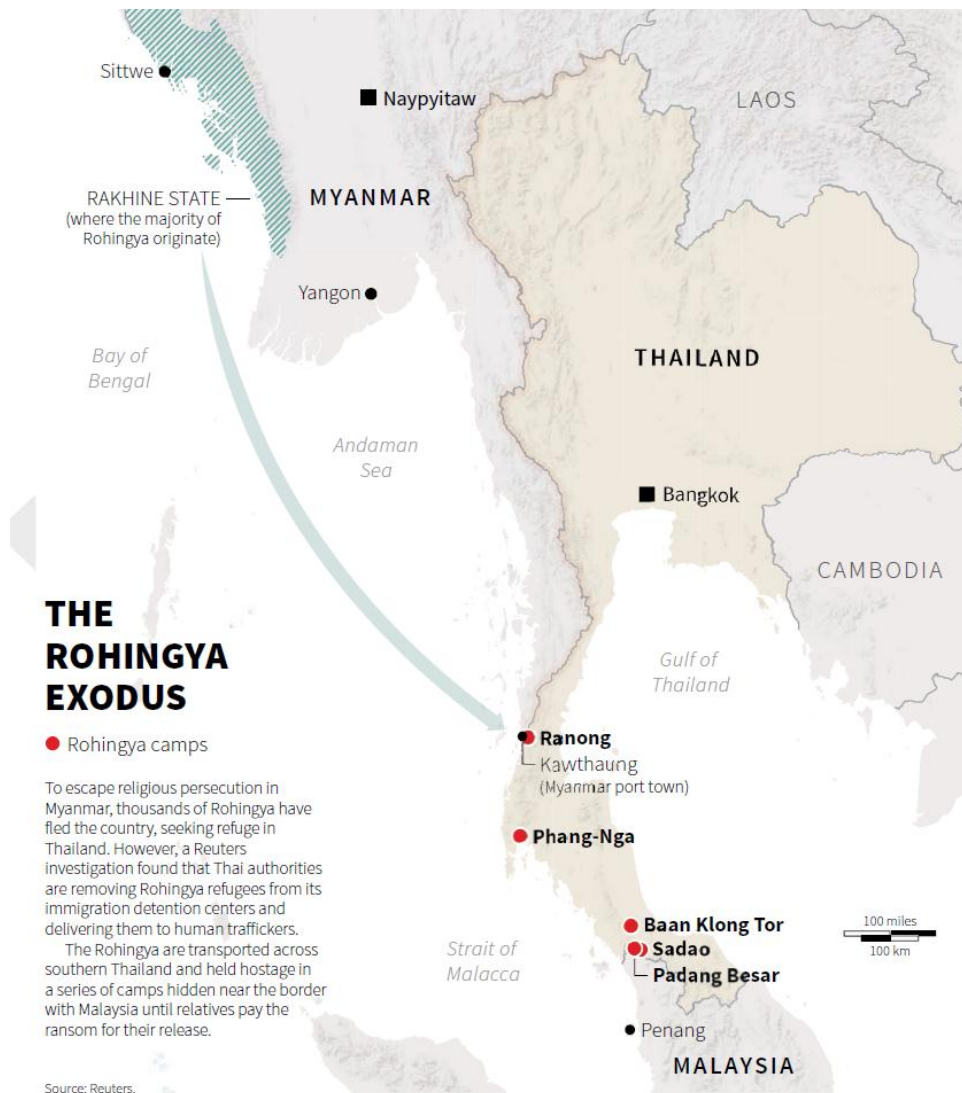 Sittwe
Naypyitaw
LAOS
RAKHINE STATE
(where the majority of
Rohingya originate)
MYANMAR
Yangon
Bay of
Bengal
THAILAND
Andaman
Sea
Bangkok
CAMBODIA
THE
ROHINGYA
EXODUS
Rohingya camps
Gulf of
Thailand
Ranong
Kawthaung
(Myanmar port town)
To escape religious persecution in
Myanmar, thousands of Rohingya have
fled the country, seeking refuge in
Thailand. However, a Reuters
investigation found that Thai authorities
are removing Rohingya refugees from its
immigration detention centers and
delivering them to human traffickers.
The Rohingya are transported across
southern Thailand and held hostage in
a series of camps hidden near the border
with Malaysia until relatives pay the
ransom for their release.
Phang-Nga
Baan Klong Tor
Sadao
Padang Besar
100 miles
100 km
Strait of
Malacca
Penang
MALAYSIA
Source: Reuters.